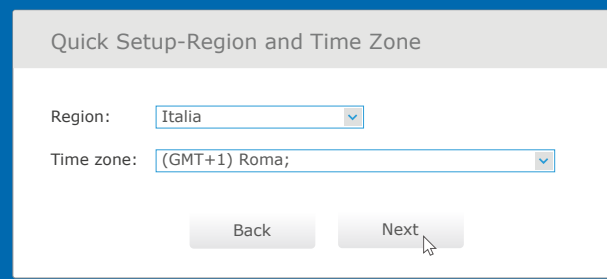 Quick Setup-Region and Time Zone
Region: Italia
Time zone: (GMT+1) Roma;
Back Next